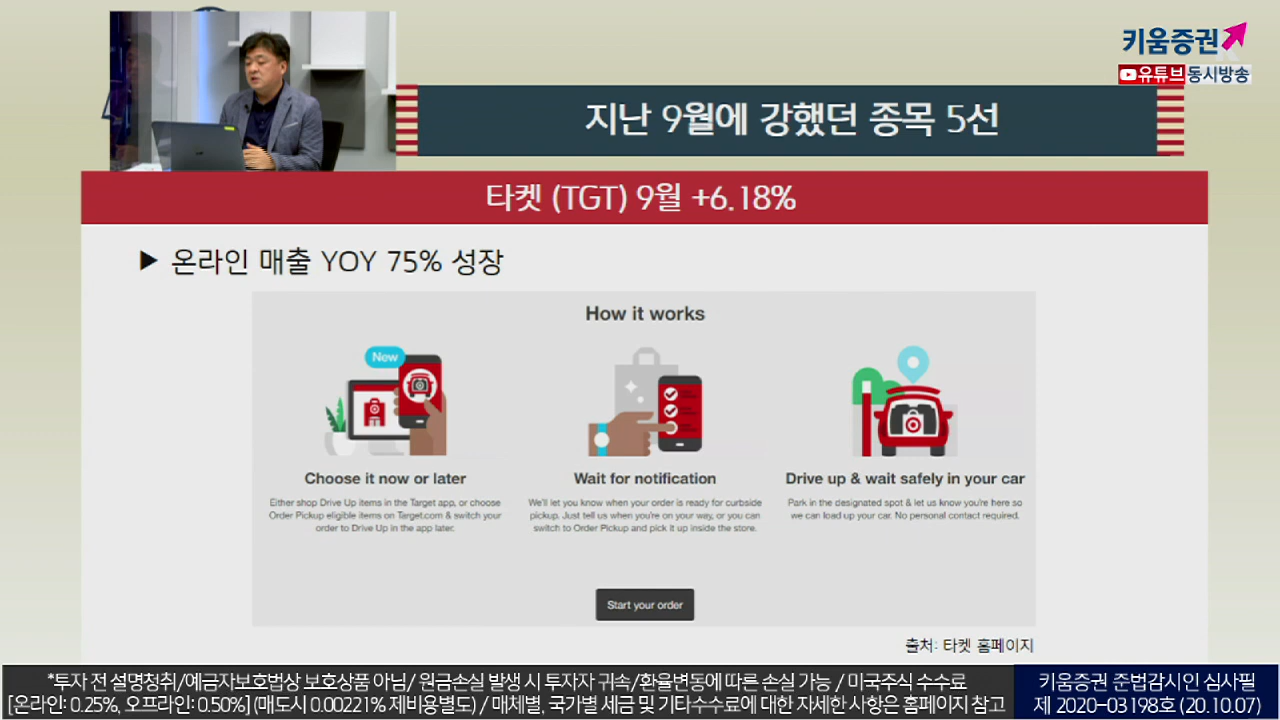 키움증권
유튜브 동시방송
지난 9월에 강했던 종목 5선
타켓 (TGT) 9월 +6.18%
▶ 온라인 매출 YOY 75% 성장
How it works
New
Choose it now or later
Either shop Drive Up items in the Target app, or choose
Order Pickup eligible items on Target.com & switch your
order to Drive Up in the app later.
Wait for notification
We'll let you know when your order is ready for curbside
pickup. Just tell us when you're on your way, or you can
switch to Order Pickup and pick it up inside the store.
Drive up & wait safely in your car
Park in the designated spot & let us know you're here so
we can load up your car. No personal contact required.
Start your order
출처: 타켓 홈페이지
*투자 전 설명청취/예금자보호법상 보호상품 아님/ 원금손실 발생 시 투자자 귀속/환율변동에 따른 손실 가능 / 미국주식 수수료
[온라인: 0.25%, 오프라인: 0.50%] (매도시 0.00221% 제비용별도) / 매체별, 국가별 세금 및 기타수수료에 대한 자세한 사항은 홈페이지 참고
키움증권 준법감시인 심사필
제 2020-03198호 (20.10.07)